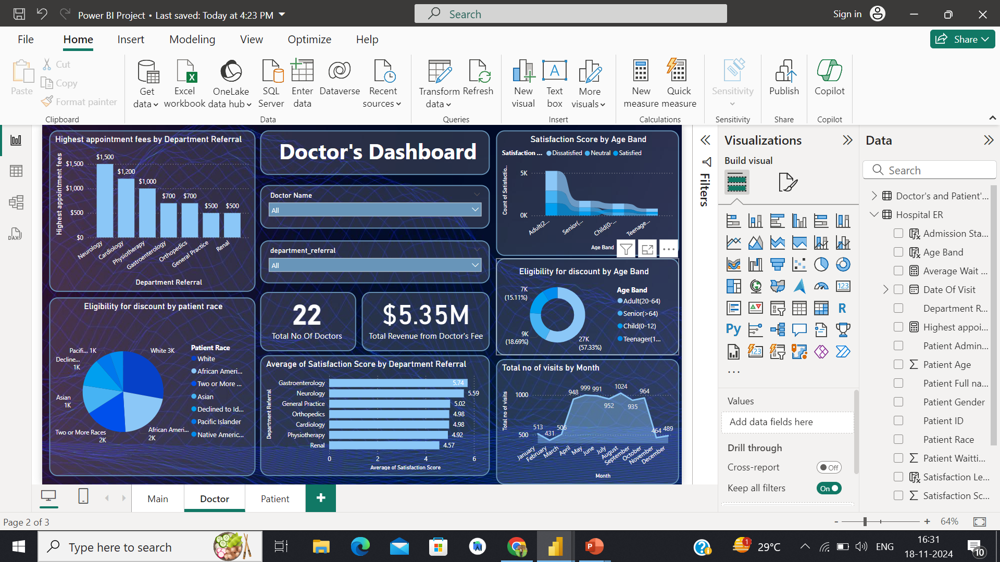 Power BI Project • Last saved: Today at 4:23 PM
Search
Sign in
File
Home
Insert
Modeling
View
Optimize
Help
Share
Paste
Cut
Copy
Format painter
Clipboard
Get data
Excel workbook
OneLake data hub
SQL Server
Enter data
Dataverse
Recent sources
Data
Transform data
Refresh
Queries
New visual
Text box
More visuals
Insert
New measure
Quick measure
Calculations
Sensitivity
Sensitivity
Publish
Share
Copilot
Copilot
Highest appointment fees by Department Referral
Highest appointment fees
$1,500
$1,000
$500
$0
$1,500
$1,200
$1,000
$700
$700
$500
$500
Neurology
Cardiology
Physiotherapy
Gastroenterology
Orthopedics
General Practice
Renal
Department Referral
Doctor's Dashboard
Doctor Name
All
department_referral
All
22
Total No Of Doctors
$5.35M
Total Revenue from Doctor's Fee
Satisfaction Score by Age Band
Satisfaction ...
Dissatisfied
Neutral
Satisfied
Count of Satisfactio...
5K
0K
Adult(2...
Senior(...
Child(0-...
Teenage...
Age Band
Eligibility for discount by Age Band
7K
(15.11%)
9K
(18.69%)
27K
(57.33%)
Age Band
Adult(20-64)
Senior(>64)
Child(0-12)
Teenager(1...
Eligibility for discount by patient race
Pacifi... 1K
Decline...
1K
Asian
1K
Two or More Races
2K
White 3K
African Ameri...
2K
Patient Race
White
African Ameri...
Two or More ...
Asian
Declined to Id...
Pacific Islander
Native Americ...
Average of Satisfaction Score by Department Referral
Department Referral
Gastroenterology
5.74
Neurology
5.59
General Practice
5.02
Orthopedics
4.98
Cardiology
4.98
Physiotherapy
4.92
Renal
4.57
0
2
4
6
Average of Satisfaction Score
Total no of visits by Month
Total no of visits
1000
500
513
431
506
948
999
991
952
1024
935
964
464
489
January
February
March
April
May
June
July
August
September
October
November
December
Month
Filters
Visualizations
Build visual
123
R
Py
123
...
Values
Add data fields here
Drill through
Cross-report
Off
Keep all filters
On
Data
Search
Doctor's and Patient'...
Hospital ER
Admission Sta...
Age Band
Average Wait ...
Date Of Visit
Department R...
Highest appoi...
Patient Admin...
Patient Age
Patient Full na...
Patient Gender
Patient ID
Patient Race
Patient Waitti...
Satisfaction Le...
Satisfaction Sc...
DAX
Main
Doctor
Patient
+
Page 2 of 3
-
+
64%
Type here to search
1
29°C
ENG
16:31
18-11-2024
10